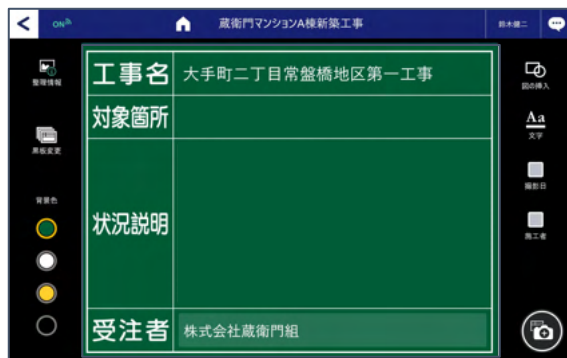 ON
蔵衛門マンションA棟新築工事
鈴木健二
整理情報
黒板変更
背景色
工事名
大手町二丁目常盤橋地区第一工事
対象箇所
状況説明
受注者
株式会社蔵衛門組
図の挿入
Aa
文字
撮影日
施工者